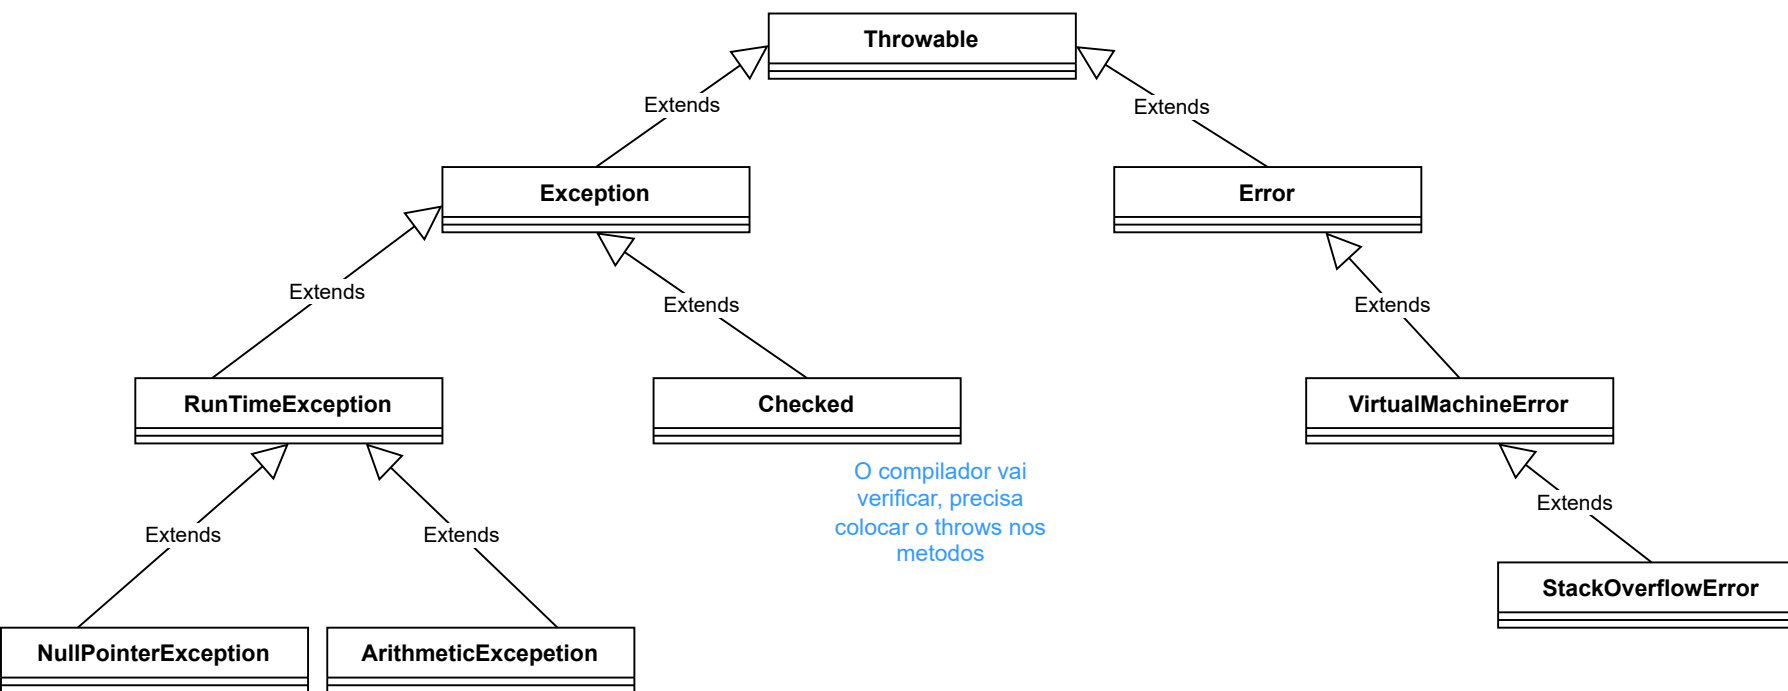 Throwable
Extends
Extends
Exception
Error
Extends
Extends
Extends
RunTimeException
Checked
VirtualMachineError
O compilador vai
verificar, precisa
colocar o throws nos
metodos
Extends
Extends
Extends
StackOverflowError
NullPointerException
ArithmeticExcepetion